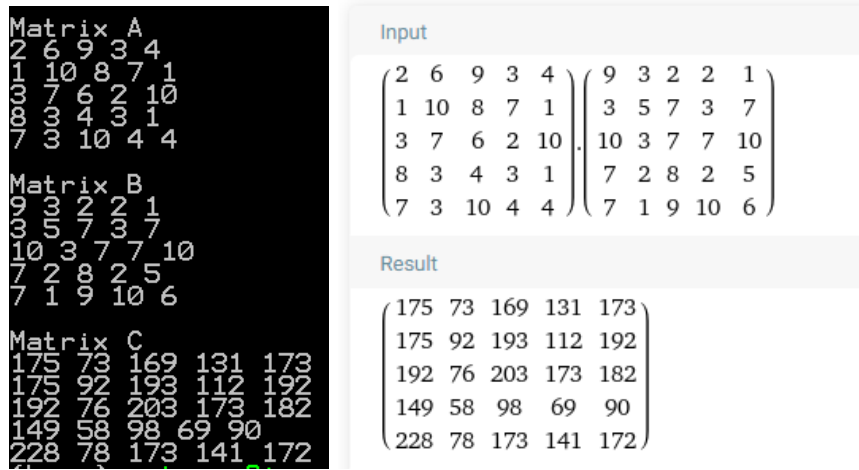 Matrix A
2 6 9 3 4
1 10 8 7 1
3 7 6 2 10
8 3 4 3 1
7 3 10 4 4
Matrix B
9 3 2 2 1
3 5 7 3 7
10 3 7 7 10
7 2 8 2 5
7 1 9 10 6
Matrix C
175 73 169 131 173
175 92 193 112 192
192 76 203 173 182
149 58 98 69 90
228 78 173 141 172
Input
2 6 9 3 4 9 3 2 2 1
1 10 8 7 1 3 5 7 3 7
3 7 6 2 10 . 10 3 7 7 10
8 3 4 3 1 7 2 8 2 5
7 3 10 4 4 7 1 9 10 6
Result
175 73 169 131 173
175 92 193 112 192
192 76 203 173 182
149 58 98 69 90
228 78 173 141 172